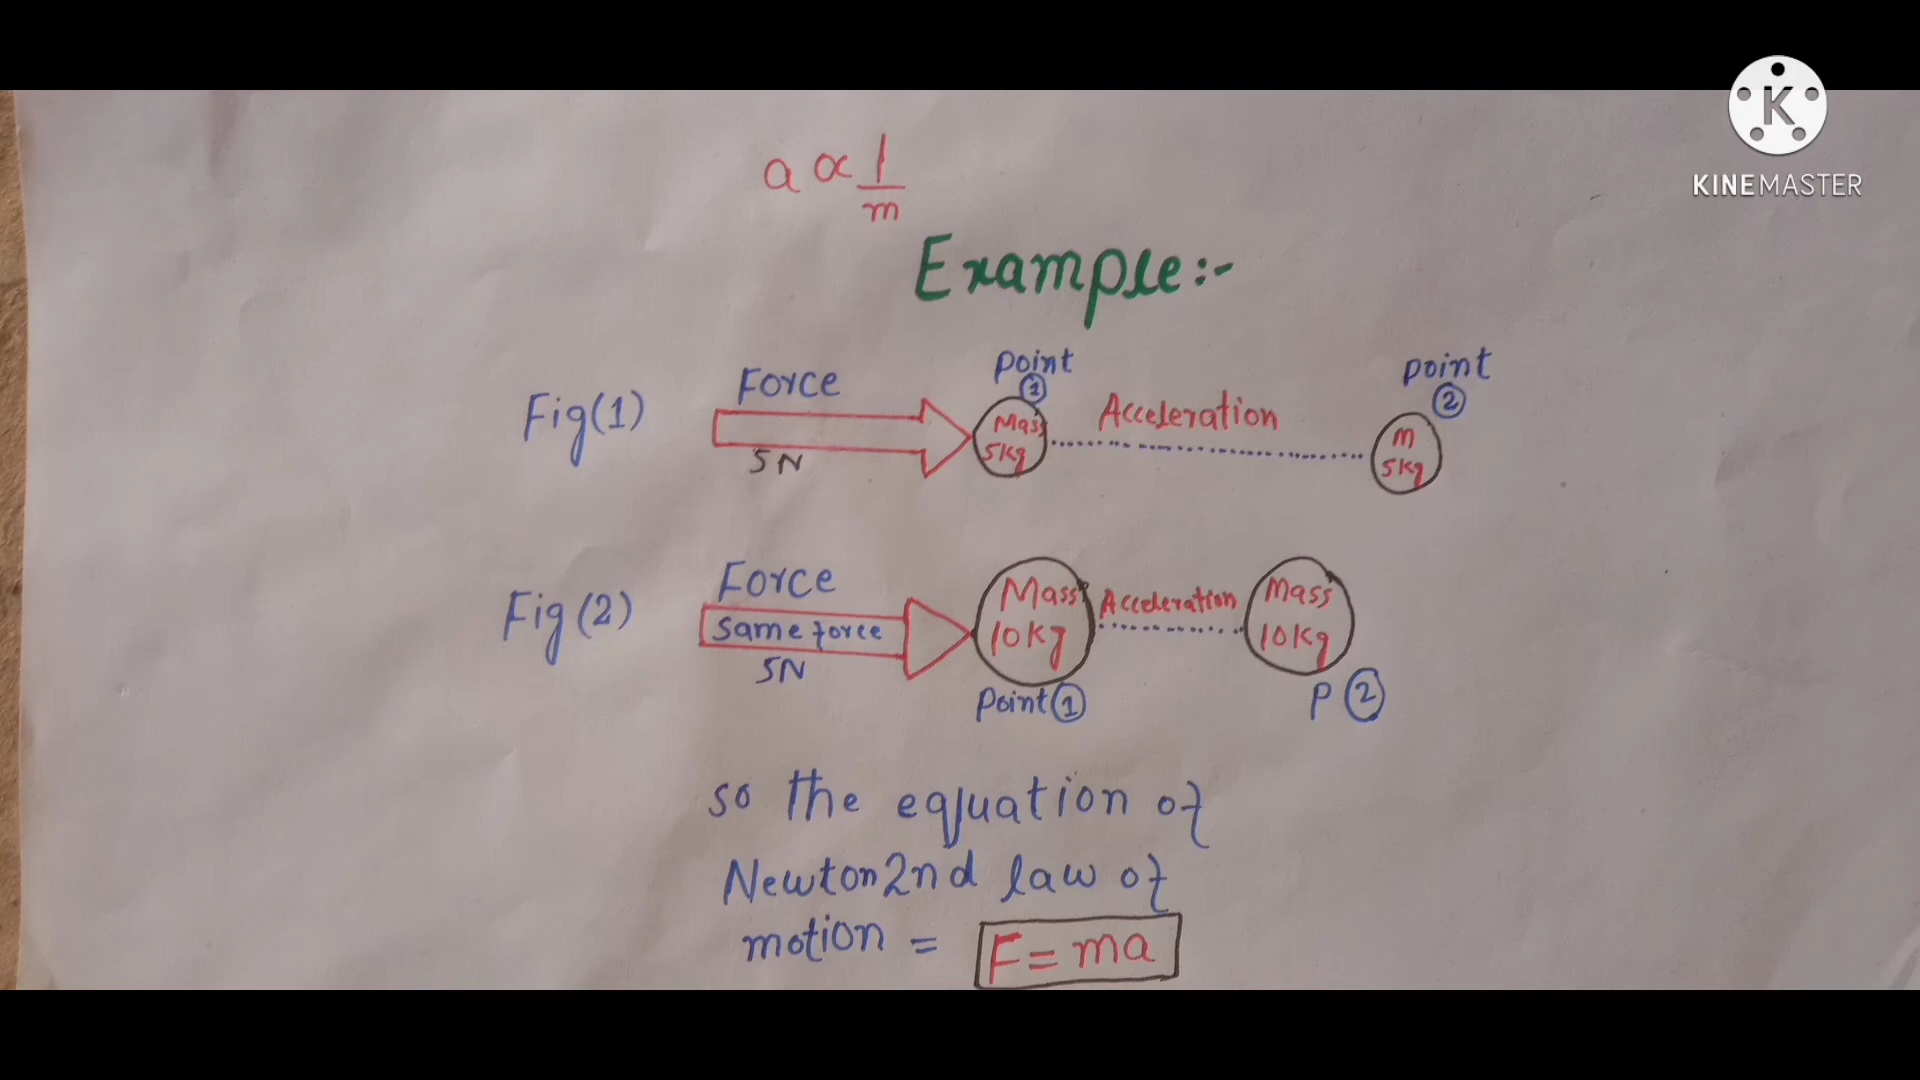 a ∝ 1/m
Example:-
Fig(1)
Force
5N
Point
①
Mass
5Kg
Acceleration
point
②
m
5Kg
Fig(2)
Force
Same force
5N
Mass
10Kg
Point ①
Acceleration
Mass
10Kg
P ②
so the equation of
Newton 2nd law of
motion = F = ma
K
KINEMASTER